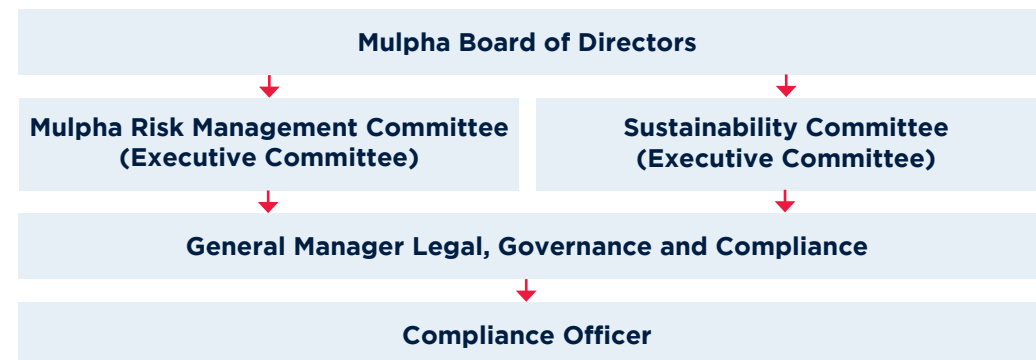 Mulpha Board of Directors
Mulpha Risk Management Committee
(Executive Committee)
Sustainability Committee
(Executive Committee)
General Manager Legal, Governance and Compliance
Compliance Officer